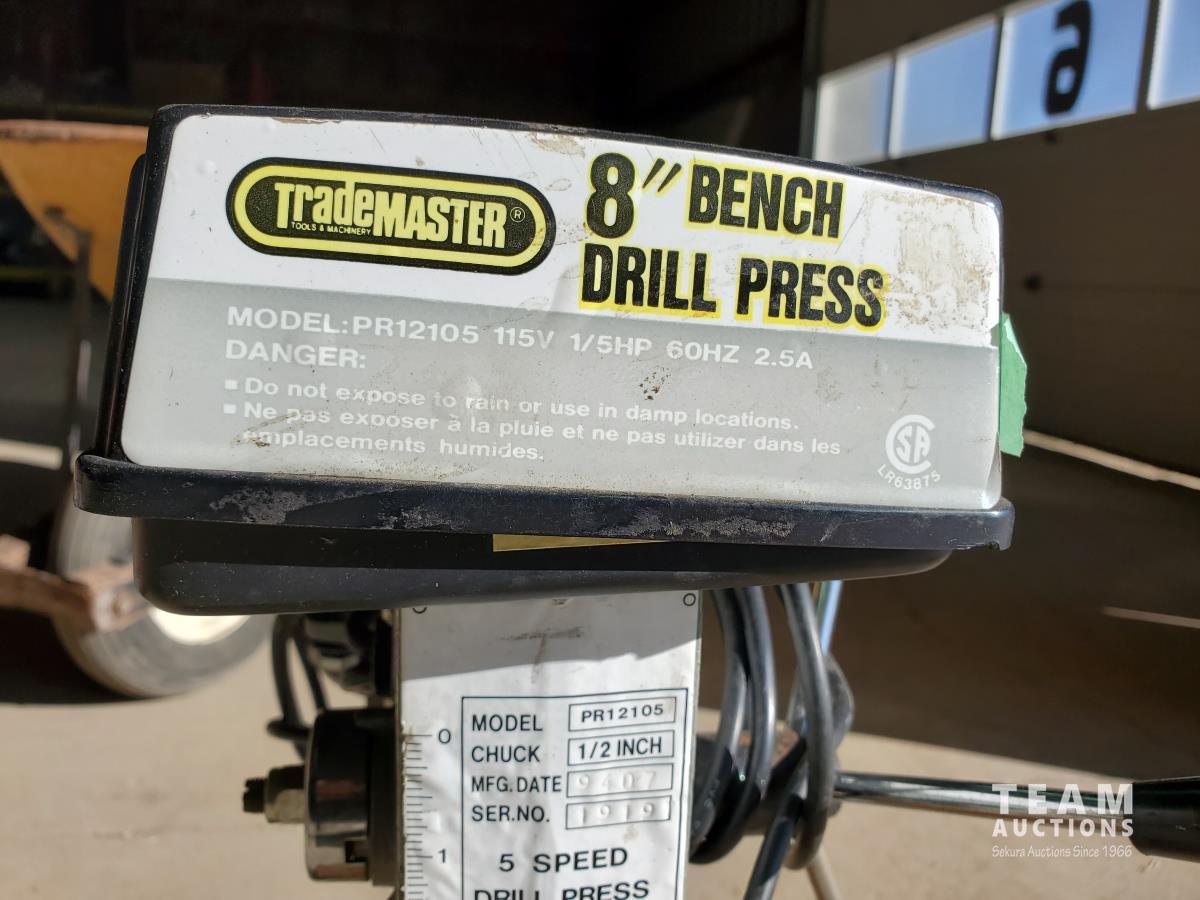 6
TradeMASTER®
TOOLS & MACHINERY
8" BENCH
DRILL PRESS
MODEL:PR12105 115V 1/5HP 60HZ 2.5A
DANGER:
▪ Do not expose to rain or use in damp locations.
▪ Ne pas exposer à la pluie et ne pas utilizer dans les
emplacements humides.
SA
LR63875
MODEL PR12105
CHUCK 1/2 INCH
MFG.DATE 9407
SER.NO. 1919
5 SPEED
DRILL PRESS
0
1
TEAM
AUCTIONS
Sekura Auctions Since 1966